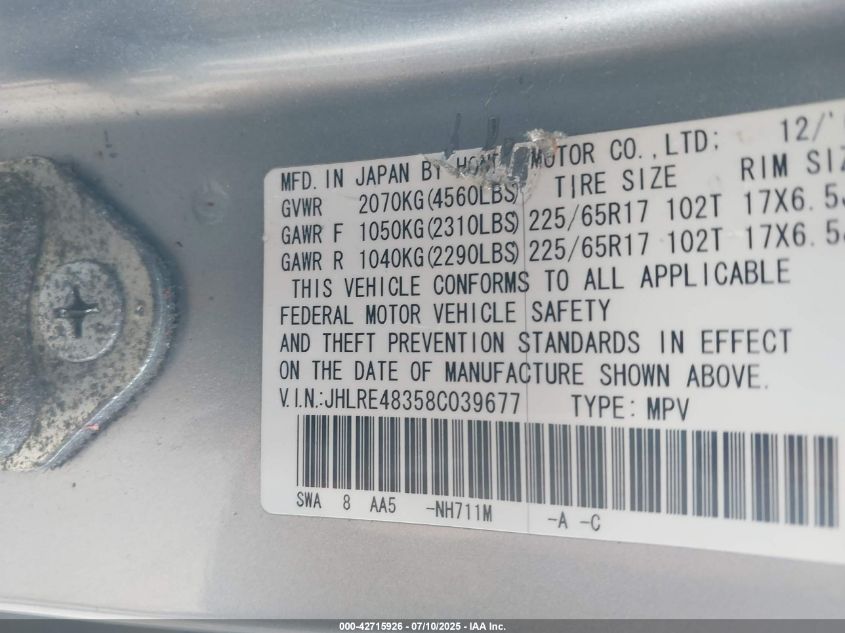 MFD. IN JAPAN BY HONDA MOTOR CO., LTD; 12/
GVWR 2070KG(4560LBS) TIRE SIZE RIM SIZ
GAWR F 1050KG(2310LBS) 225/65R17 102T 17X6.5J
GAWR R 1040KG(2290LBS) 225/65R17 102T 17X6.5J
THIS VEHICLE CONFORMS TO ALL APPLICABLE
FEDERAL MOTOR VEHICLE SAFETY
AND THEFT PREVENTION STANDARDS IN EFFECT
ON THE DATE OF MANUFACTURE SHOWN ABOVE.
V.I.N.:JHLRE48358C039677 TYPE: MPV
SWA 8 AA5 -NH711M -A -C
000-42715926 - 07/10/2025 - IAA Inc.